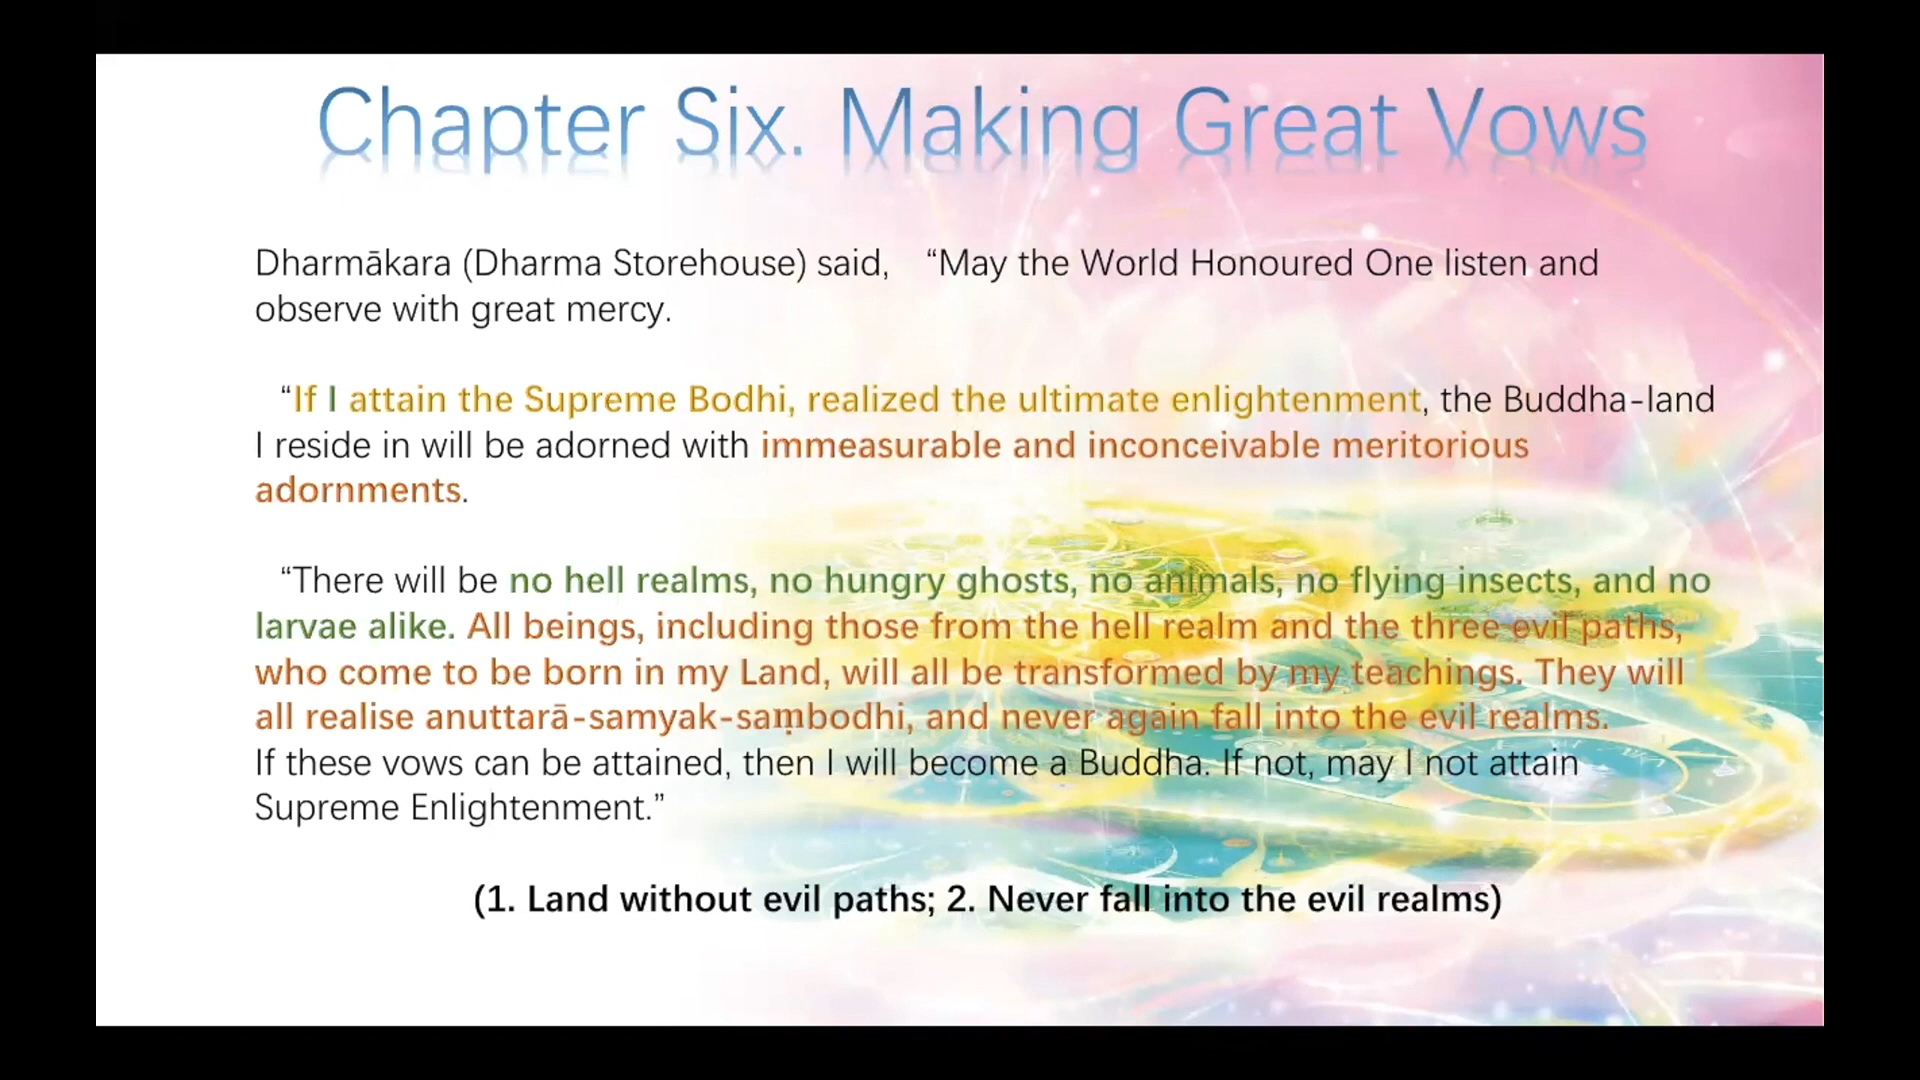 Chapter Six. Making Great Vows
Dharmākara (Dharma Storehouse) said, “May the World Honoured One listen and
observe with great mercy.
“If I attain the Supreme Bodhi, realized the ultimate enlightenment, the Buddha-land
I reside in will be adorned with immeasurable and inconceivable meritorious
adornments.
“There will be no hell realms, no hungry ghosts, no animals, no flying insects, and no
larvae alike. All beings, including those from the hell realm and the three evil paths,
who come to be born in my Land, will all be transformed by my teachings. They will
all realise anuttarā-samyak-saṃbodhi, and never again fall into the evil realms.
If these vows can be attained, then I will become a Buddha. If not, may I not attain
Supreme Enlightenment.”
(1. Land without evil paths; 2. Never fall into the evil realms)